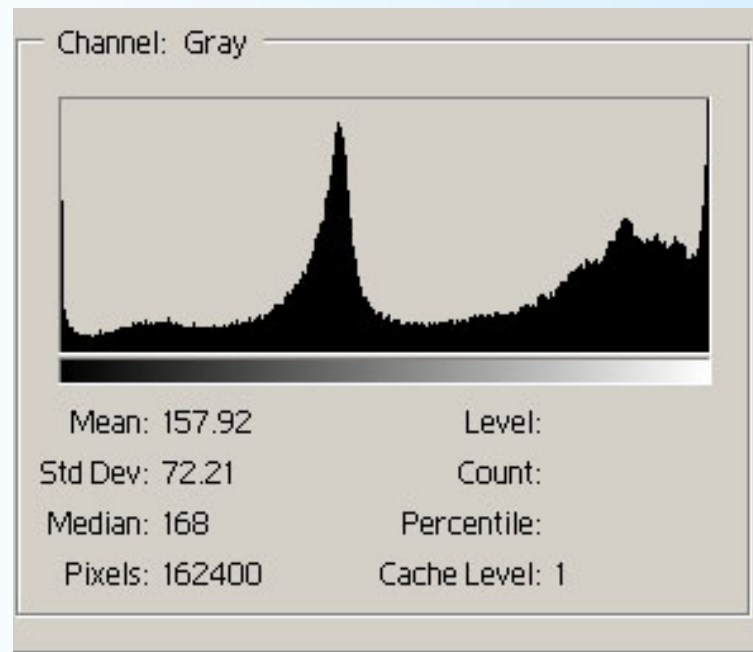 Channel: Gray
Mean: 157.92 Level:
Std Dev: 72.21 Count:
Median: 168 Percentile:
Pixels: 162400 Cache Level: 1